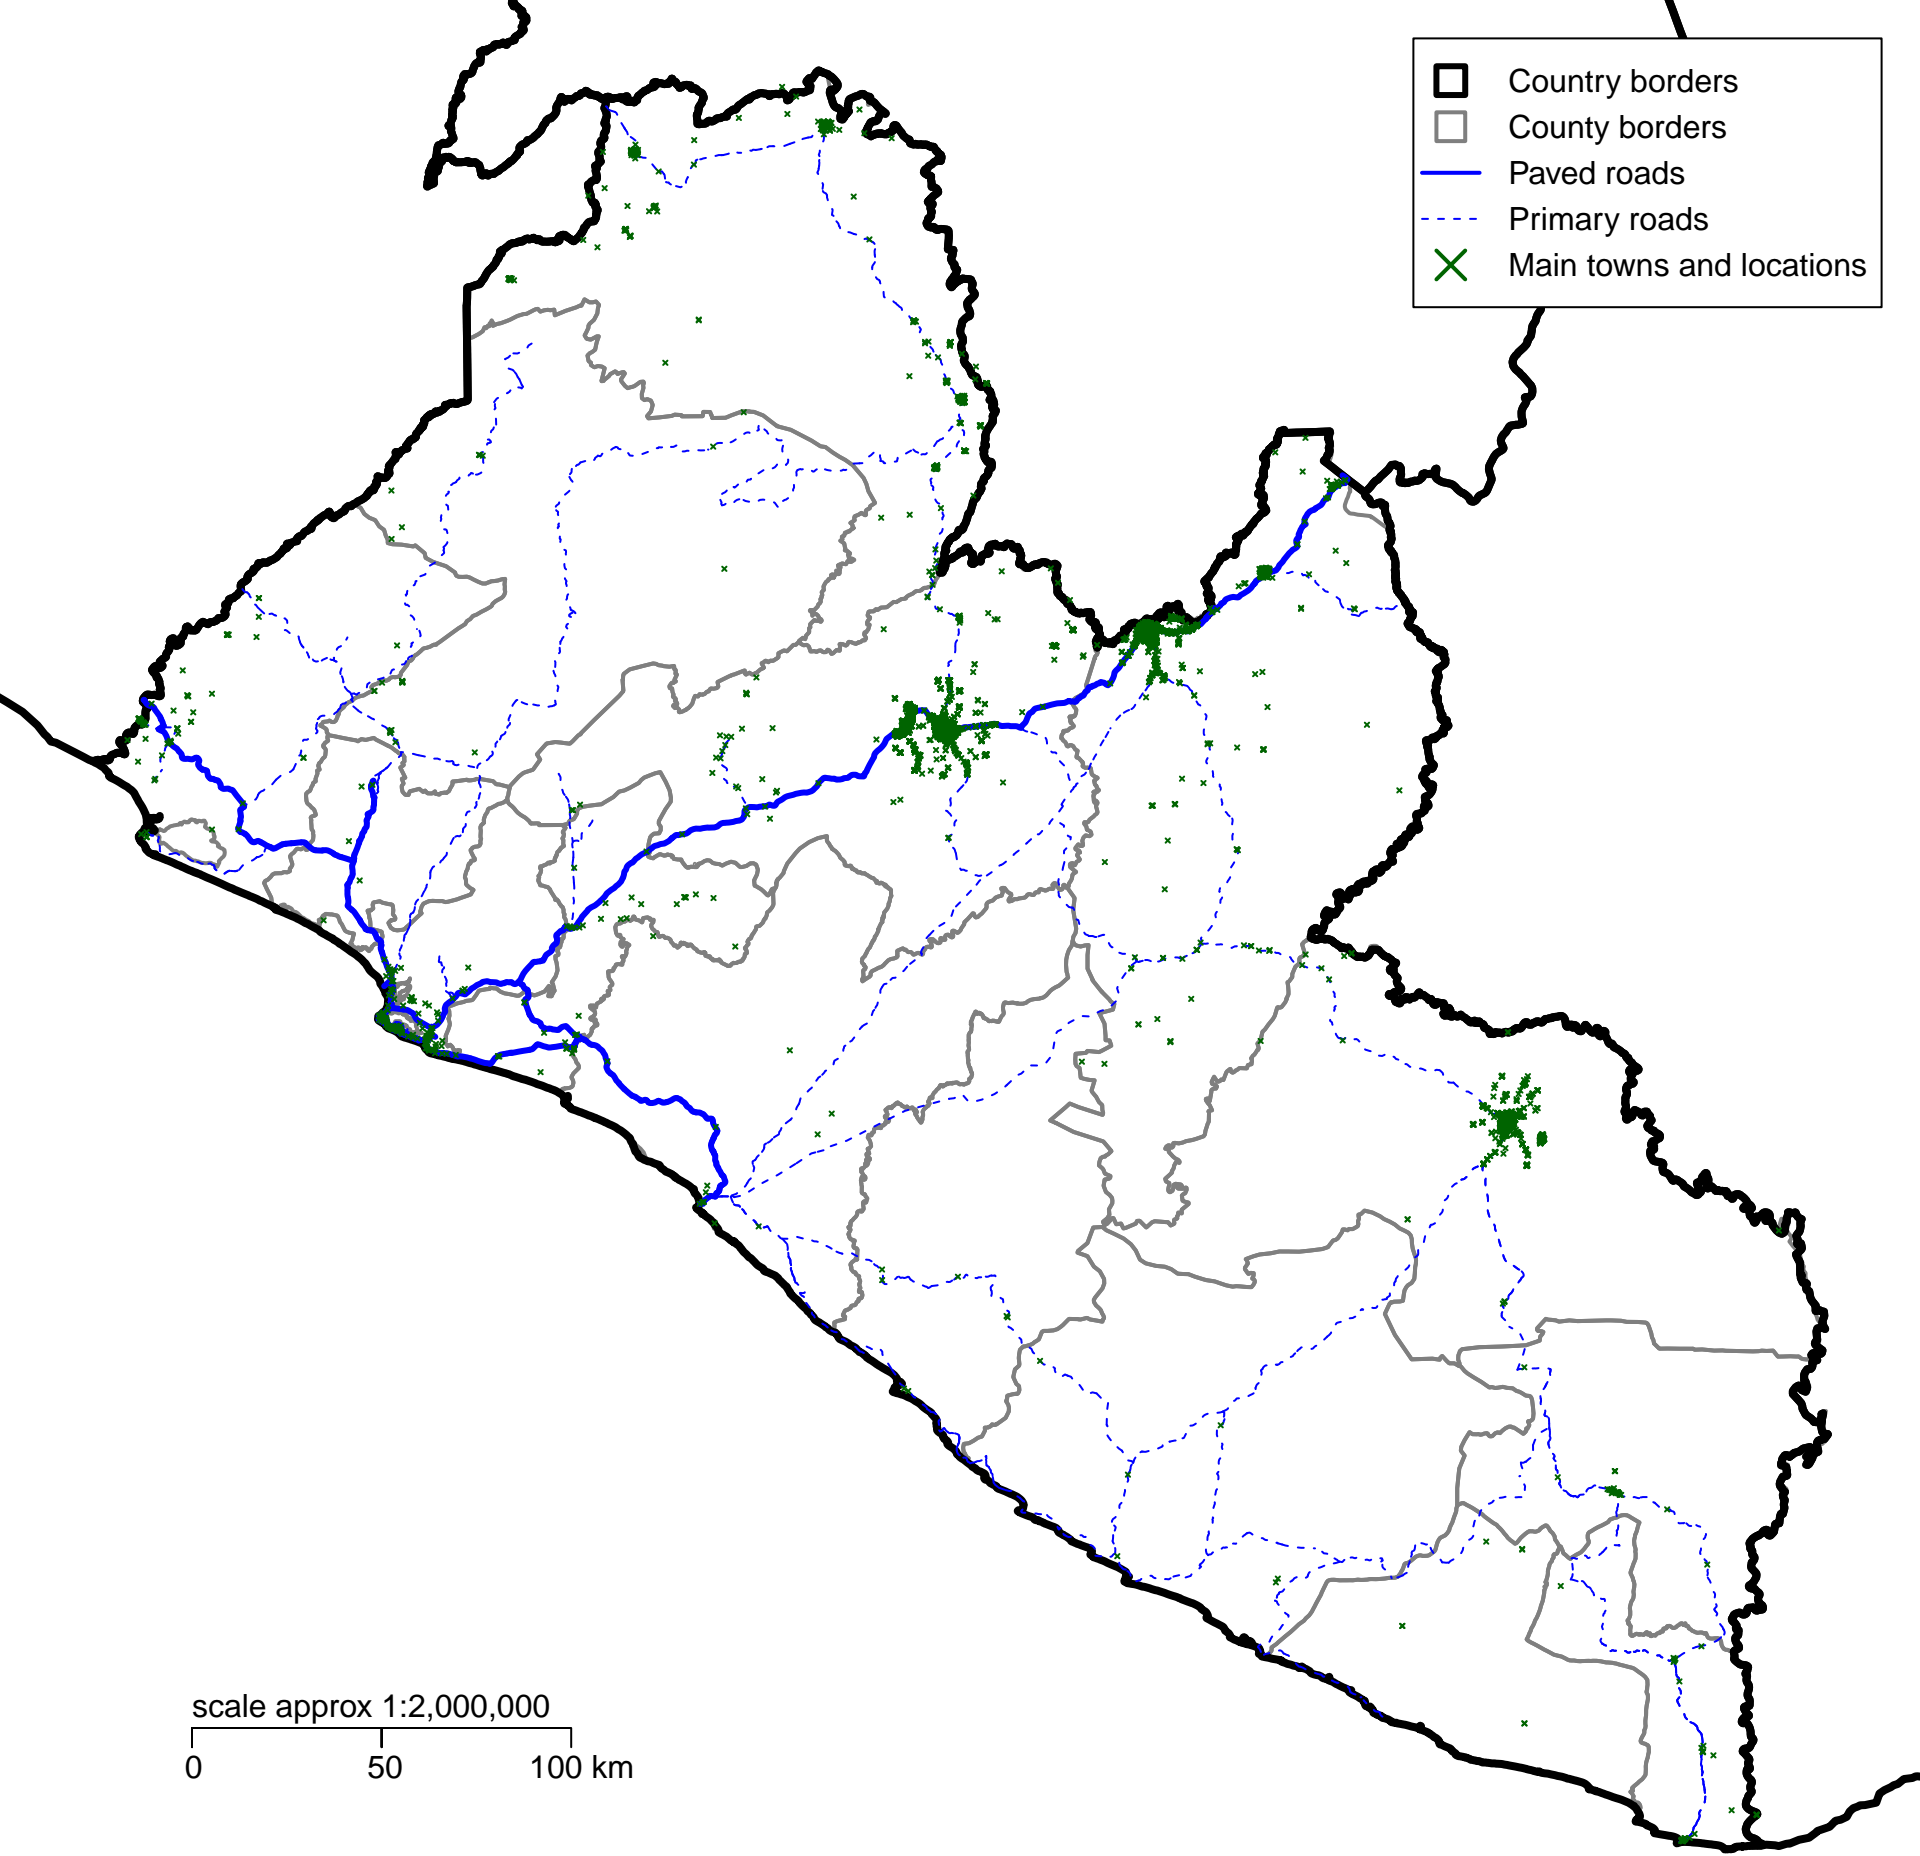 Country borders
County borders
Paved roads
Primary roads
Main towns and locations
scale approx 1:2,000,000
0 50 100 km